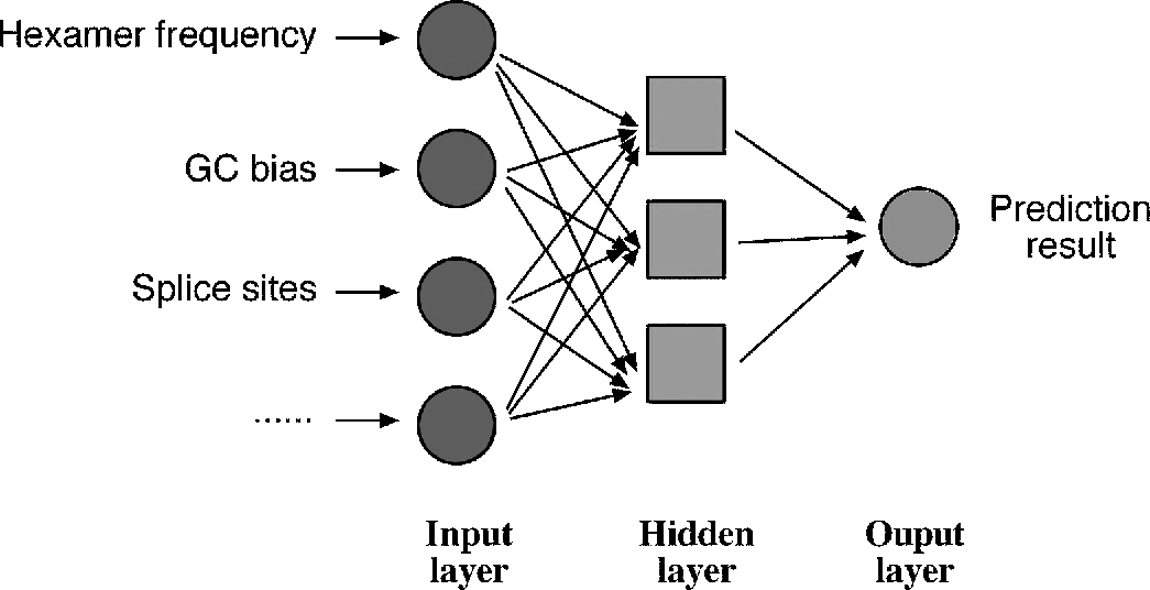 Hexamer frequency
GC bias
Splice sites
......
Prediction
result
Input
layer
Hidden
layer
Ouput
layer